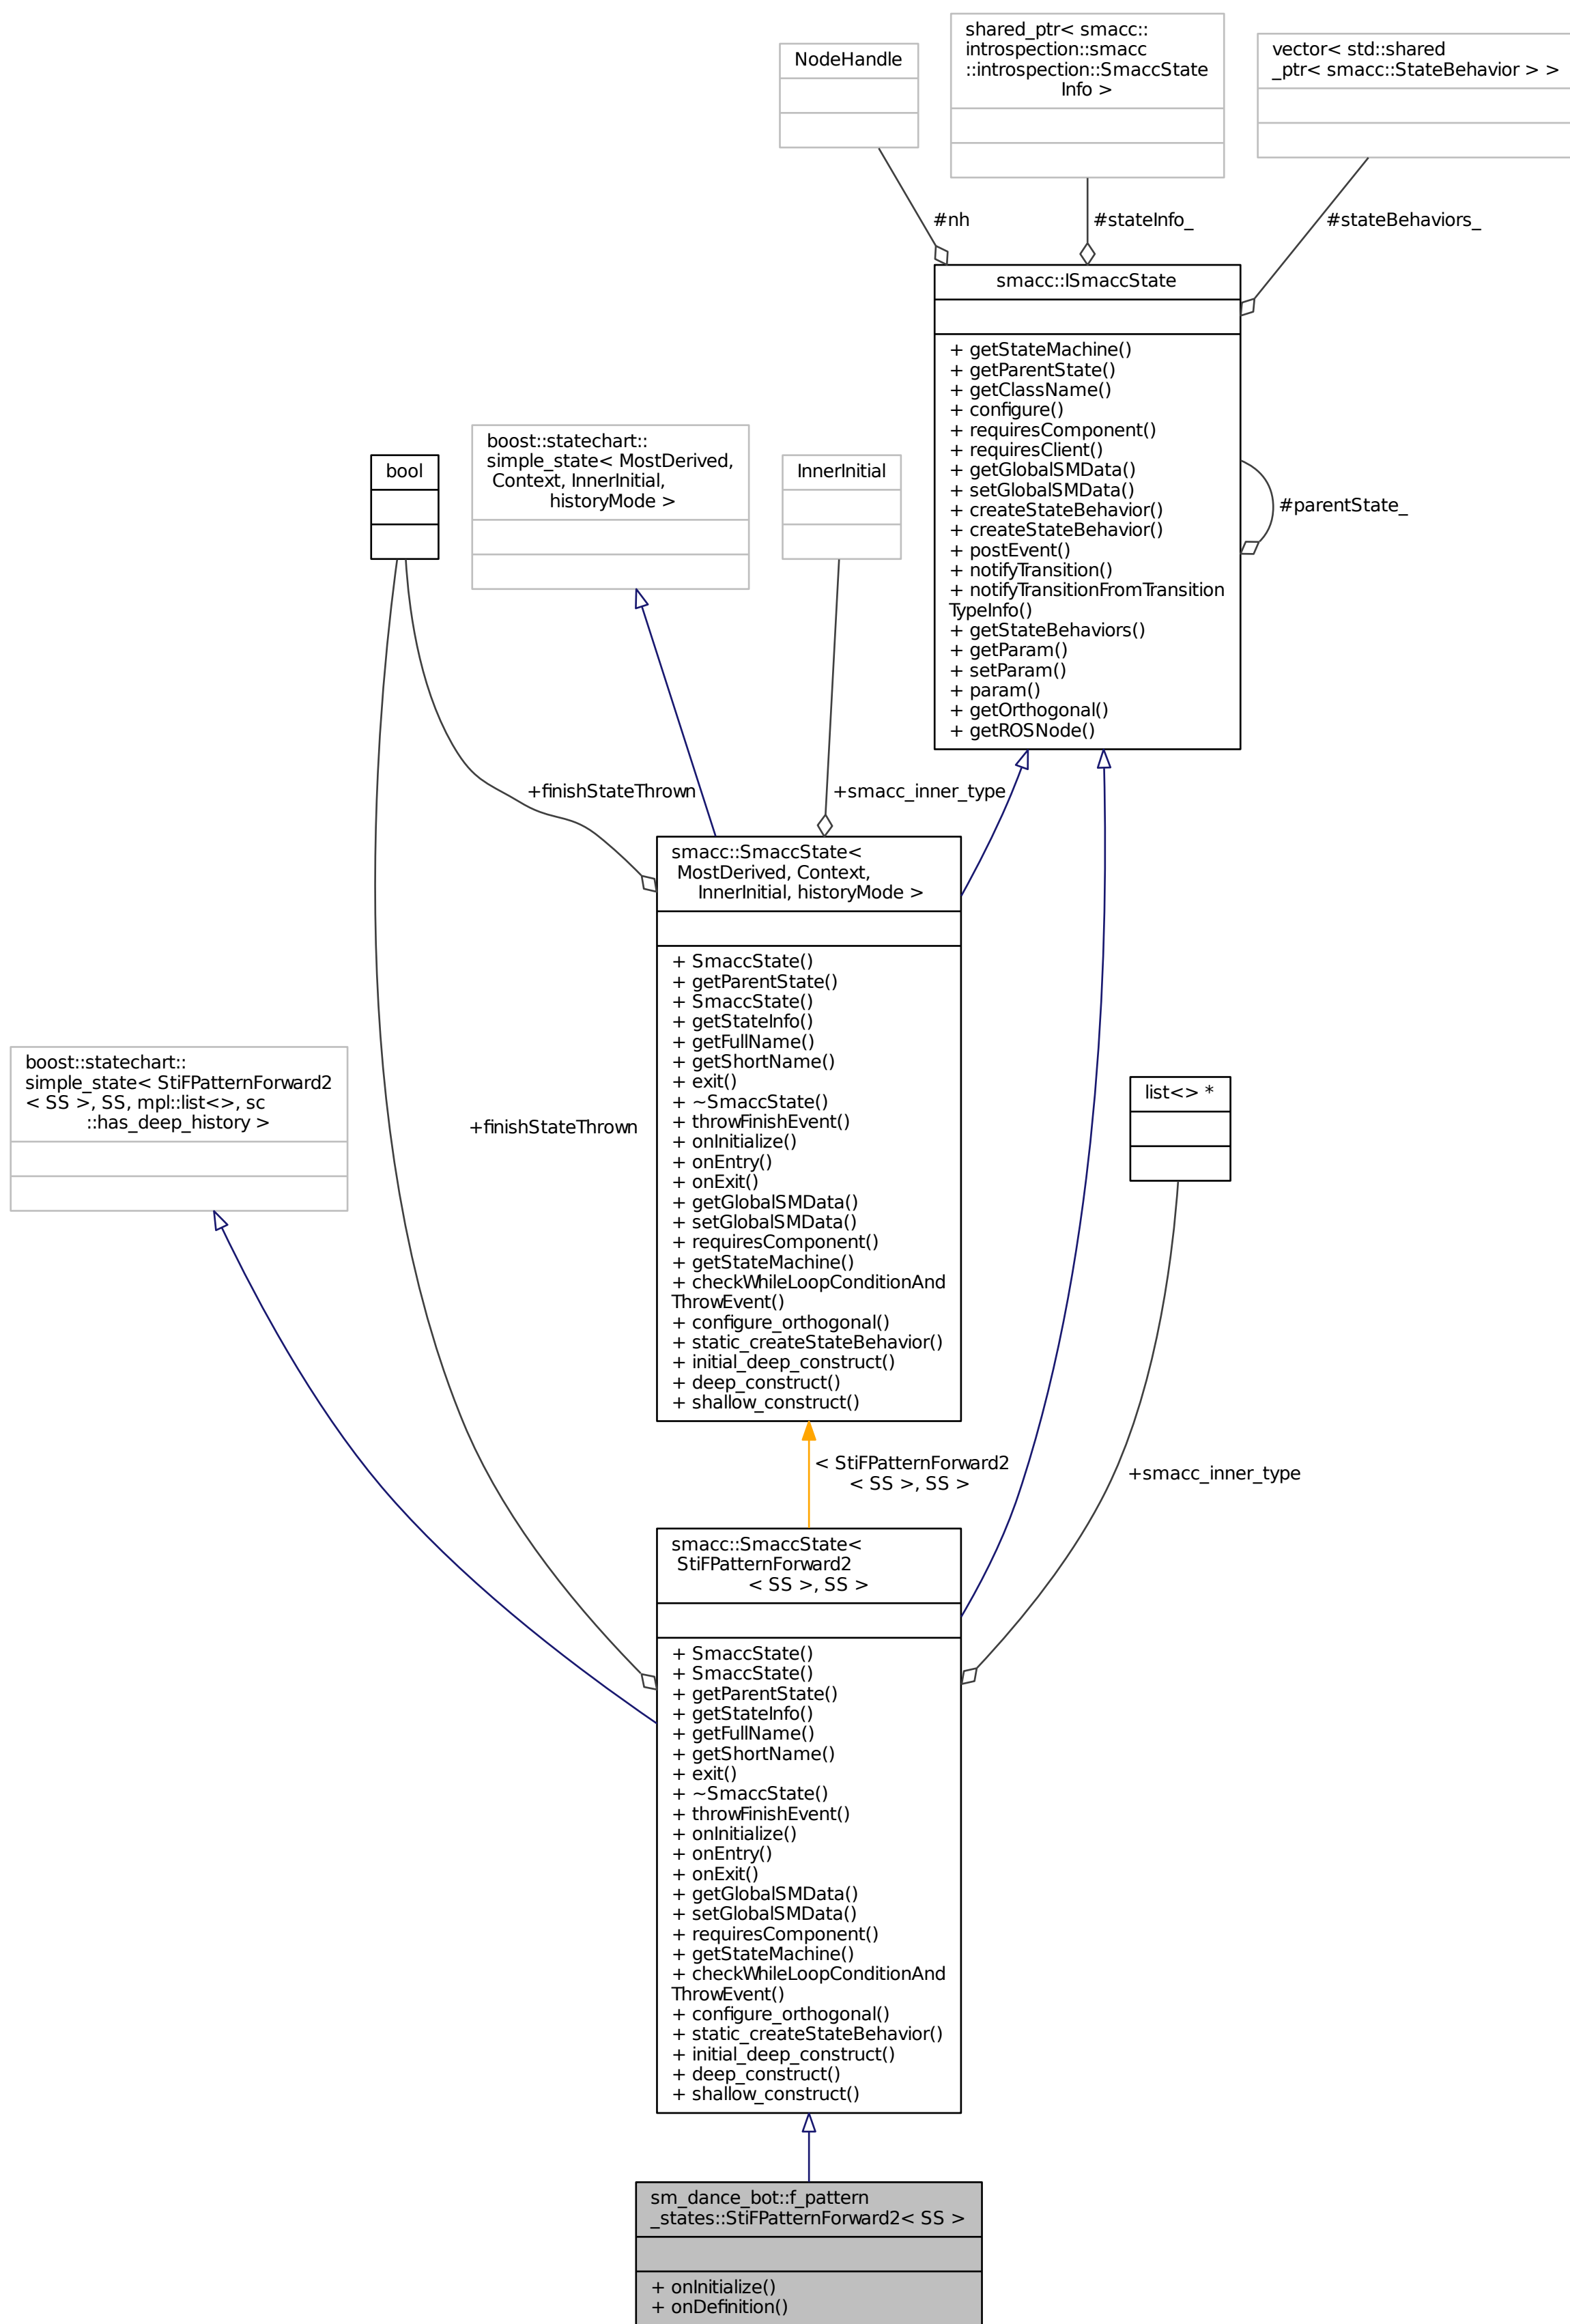 shared_ptr< smacc::
introspection::smacc
::introspection::SmaccState
Info >
vector< std::shared
_ptr< smacc::StateBehavior > >
NodeHandle
#nh
#stateInfo_
#stateBehaviors_
smacc::ISmaccState
+ getStateMachine()
+ getParentState()
+ getClassName()
+ configure()
+ requiresComponent()
+ requiresClient()
+ getGlobalSMData()
+ setGlobalSMData()
+ createStateBehavior()
+ createStateBehavior()
+ postEvent()
+ notifyTransition()
+ notifyTransitionFromTransition
TypeInfo()
+ getStateBehaviors()
+ getParam()
+ setParam()
+ param()
+ getOrthogonal()
+ getROSNode()
#parentState_
bool
boost::statechart::
simple_state< MostDerived,
Context, InnerInitial,
historyMode >
InnerInitial
+finishStateThrown
+smacc_inner_type
smacc::SmaccState<
MostDerived, Context,
InnerInitial, historyMode >
+ SmaccState()
+ getParentState()
+ SmaccState()
+ getStateInfo()
+ getFullName()
+ getShortName()
+ exit()
+ ~SmaccState()
+ throwFinishEvent()
+ onInitialize()
+ onEntry()
+ onExit()
+ getGlobalSMData()
+ setGlobalSMData()
+ requiresComponent()
+ getStateMachine()
+ checkWhileLoopConditionAnd
ThrowEvent()
+ configure_orthogonal()
+ static_createStateBehavior()
+ initial_deep_construct()
+ deep_construct()
+ shallow_construct()
boost::statechart::
simple_state< StiFPatternForward2
< SS >, SS, mpl::list<>, sc
::has_deep_history >
+finishStateThrown
list<> *
< StiFPatternForward2
< SS >, SS >
+smacc_inner_type
smacc::SmaccState<
StiFPatternForward2
< SS >, SS >
+ SmaccState()
+ SmaccState()
+ getParentState()
+ getStateInfo()
+ getFullName()
+ getShortName()
+ exit()
+ ~SmaccState()
+ throwFinishEvent()
+ onInitialize()
+ onEntry()
+ onExit()
+ getGlobalSMData()
+ setGlobalSMData()
+ requiresComponent()
+ getStateMachine()
+ checkWhileLoopConditionAnd
ThrowEvent()
+ configure_orthogonal()
+ static_createStateBehavior()
+ initial_deep_construct()
+ deep_construct()
+ shallow_construct()
sm_dance_bot::f_pattern
_states::StiFPatternForward2< SS >
+ onInitialize()
+ onDefinition()